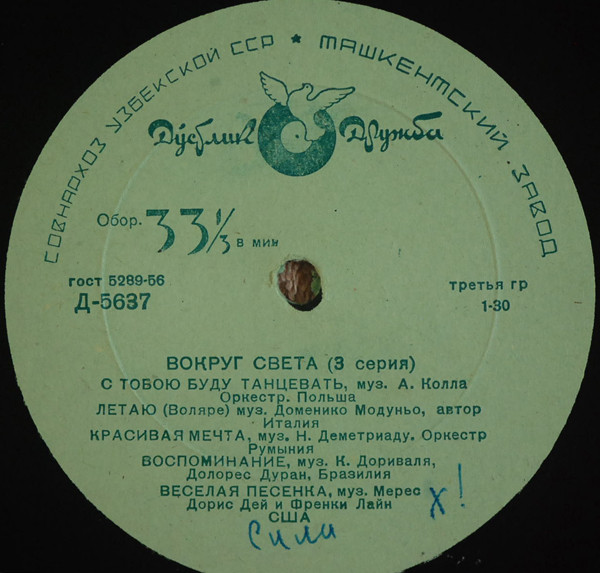 СОВНАРХОЗ УЗБЕКСКОЙ ССР ★ ТАШКЕНТСКИЙ ЗАВОД
Дўстлик Дружба
Обор. 33⅓ в мин
гост 5289-56
Д-5637
третья гр
1-30
ВОКРУГ СВЕТА (3 серия)
С ТОБОЮ БУДУ ТАНЦЕВАТЬ, муз. А. Колла
Оркестр. Польша
ЛЕТАЮ (Воляре) муз. Доменико Модуньо, автор
Италия
КРАСИВАЯ МЕЧТА, муз. Н. Деметриаду. Оркестр
Румыния
ВОСПОМИНАНИЕ, муз. К. Дориваля,
Долорес Дуран, Бразилия
ВЕСЕЛАЯ ПЕСЕНКА, муз. Мерес
Дорис Дей и Френки Лайн
США
х!
Сили